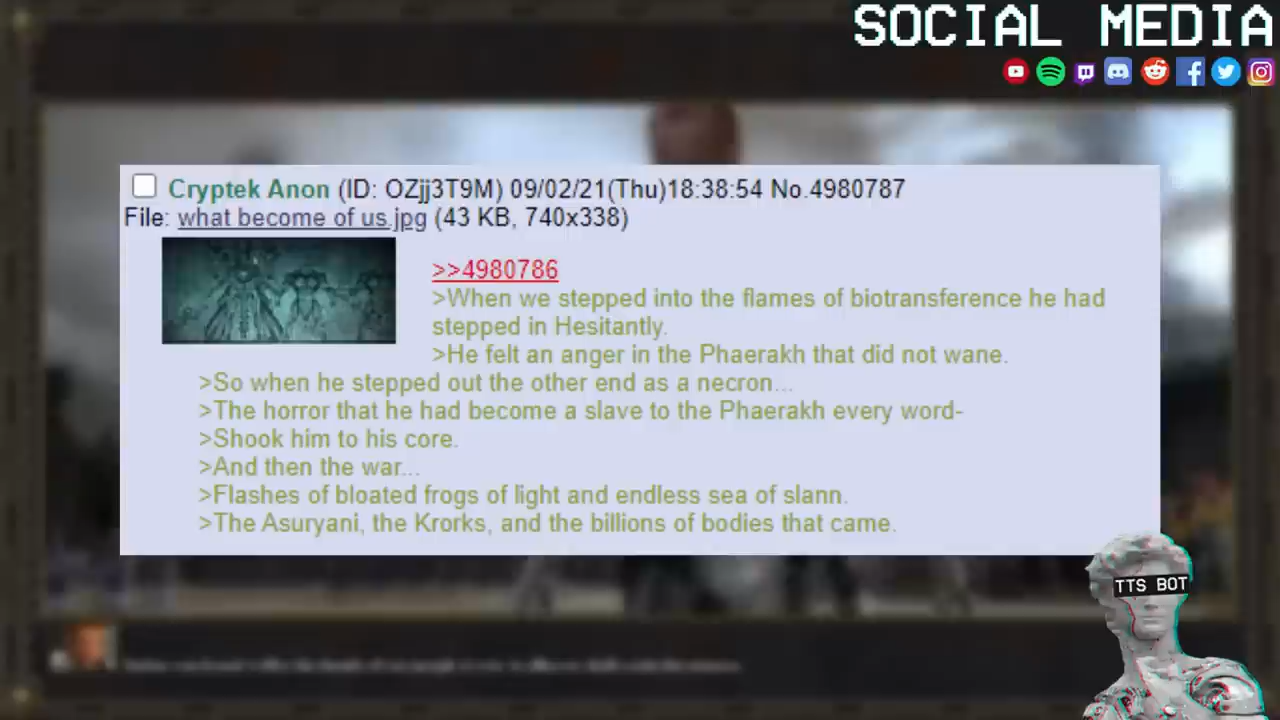 SOCIAL MEDIA
Cryptek Anon (ID: OZjj3T9M) 09/02/21(Thu)18:38:54 No.4980787
File: what become of us.jpg (43 KB, 740x338)
>>4980786
>When we stepped into the flames of biotransference he had
stepped in Hesitantly.
>He felt an anger in the Phaerakh that did not wane.
>So when he stepped out the other end as a necron...
>The horror that he had become a slave to the Phaerakh every word-
>Shook him to his core.
>And then the war...
>Flashes of bloated frogs of light and endless sea of slann.
>The Asuryani, the Krorks, and the billions of bodies that came.
TTS BOT